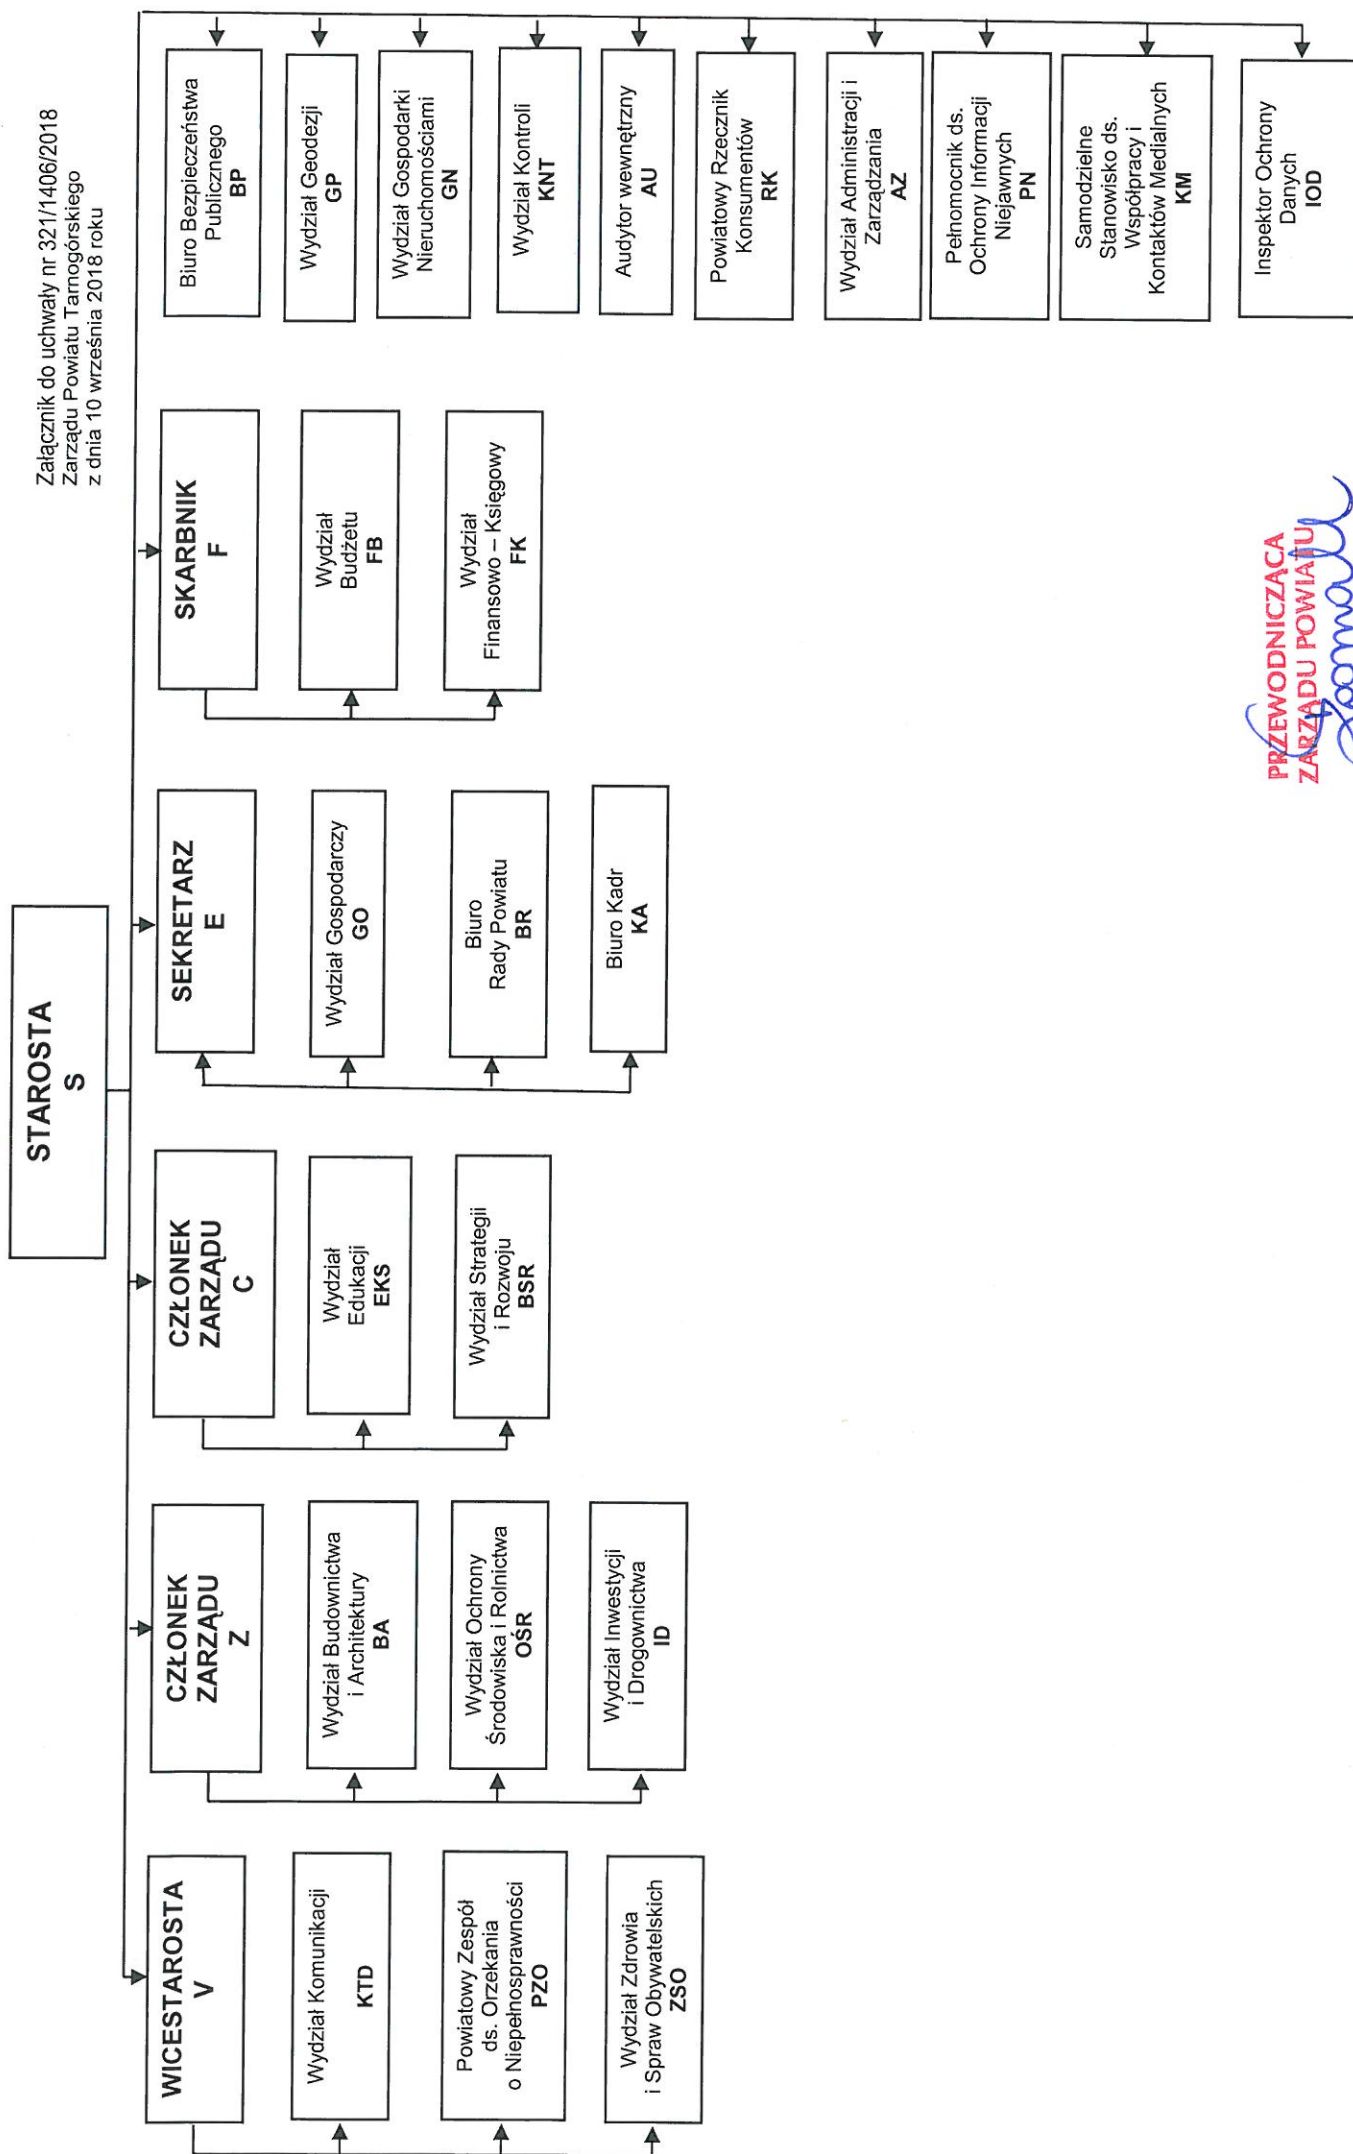 Załącznik do uchwały nr 321/1406/2018
Zarządu Powiatu Tarnogórskiego
z dnia 10 września 2018 roku
STAROSTA
S
WICESTAROSTA
V
Wydział Komunikacji
KTD
Powiatowy Zespół
ds. Orzekania
o Niepełnosprawności
PZO
Wydział Zdrowia
i Spraw Obywatelskich
ZSO
CZŁONEK
ZARZĄDU
Z
Wydział Budownictwa
i Architektury
BA
Wydział Ochrony
Środowiska i Rolnictwa
OŚR
Wydział Inwestycji
i Drogownictwa
ID
CZŁONEK
ZARZĄDU
C
Wydział
Edukacji
EKS
Wydział Strategii
i Rozwoju
BSR
SEKRETARZ
E
Wydział Gospodarczy
GO
Biuro
Rady Powiatu
BR
Biuro Kadr
KA
SKARBNIK
F
Wydział
Budżetu
FB
Wydział
Finansowo – Księgowy
FK
Biuro Bezpieczeństwa
Publicznego
BP
Wydział Geodezji
GP
Wydział Gospodarki
Nieruchomościami
GN
Wydział Kontroli
KNT
Audytor wewnętrzny
AU
Powiatowy Rzecznik
Konsumentów
RK
Wydział Administracji i
Zarządzania
AZ
Pełnomocnik ds.
Ochrony Informacji
Niejawnych
PN
Samodzielne
Stanowisko ds.
Współpracy i
Kontaktów Medialnych
KM
Inspektor Ochrony
Danych
IOD
PRZEWODNICZĄCA
ZARZĄDU POWIATU